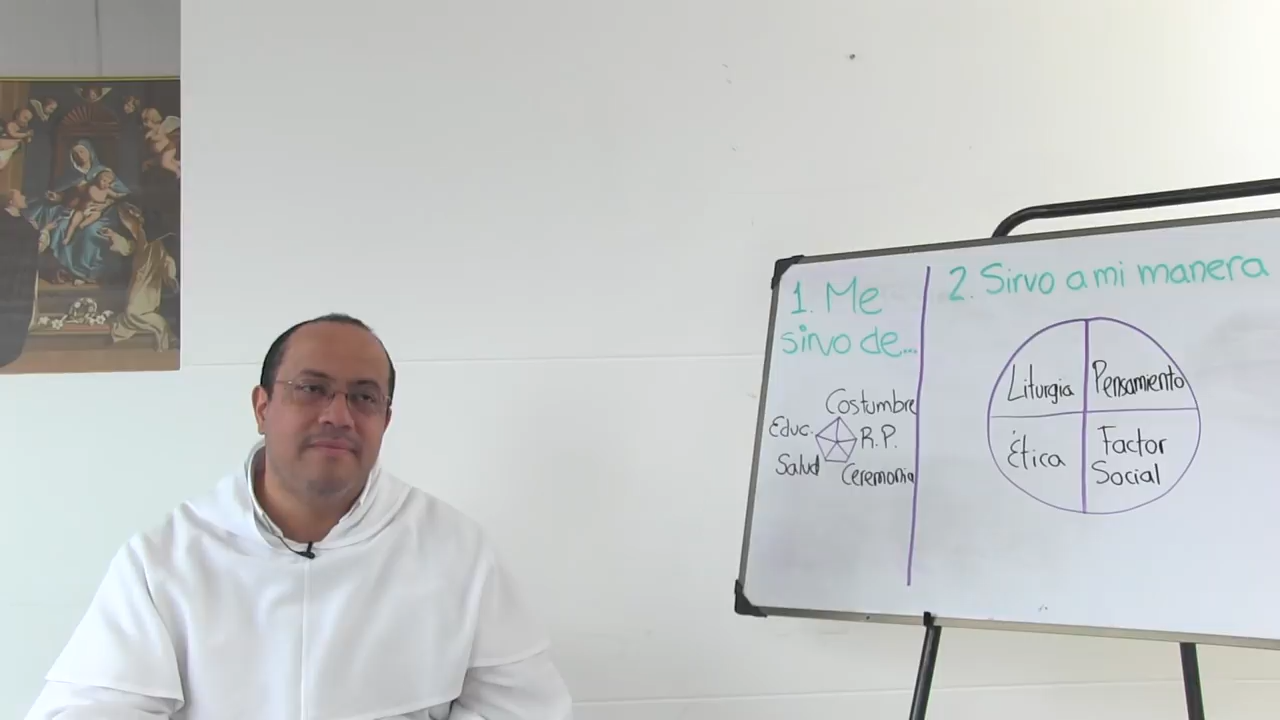 1. Me
sirvo de...
Costumbre
Educ.
R.P.
Salud
Ceremonia
2. Sirvo a mi manera
Liturgia
Pensamiento
Ética
Factor
Social